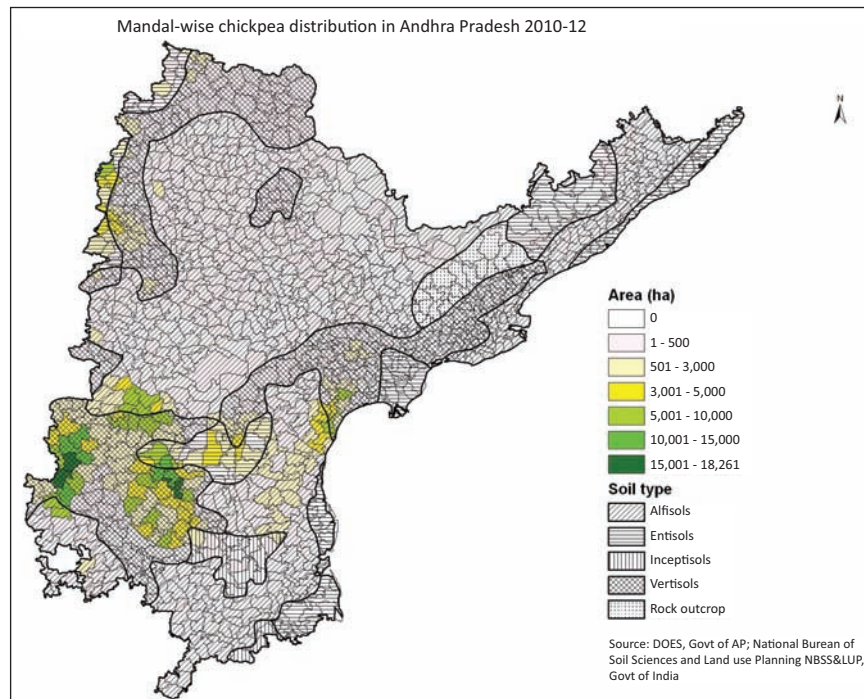 Mandal-wise chickpea distribution in Andhra Pradesh 2010-12
N
Area (ha)
0
1 - 500
501 - 3,000
3,001 - 5,000
5,001 - 10,000
10,001 - 15,000
15,001 - 18,261
Soil type
Alfisols
Entisols
Inceptisols
Vertisols
Rock outcrop
Source: DOES, Govt of AP; National Burean of
Soil Sciences and Land use Planning NBSS&LUP,
Govt of India